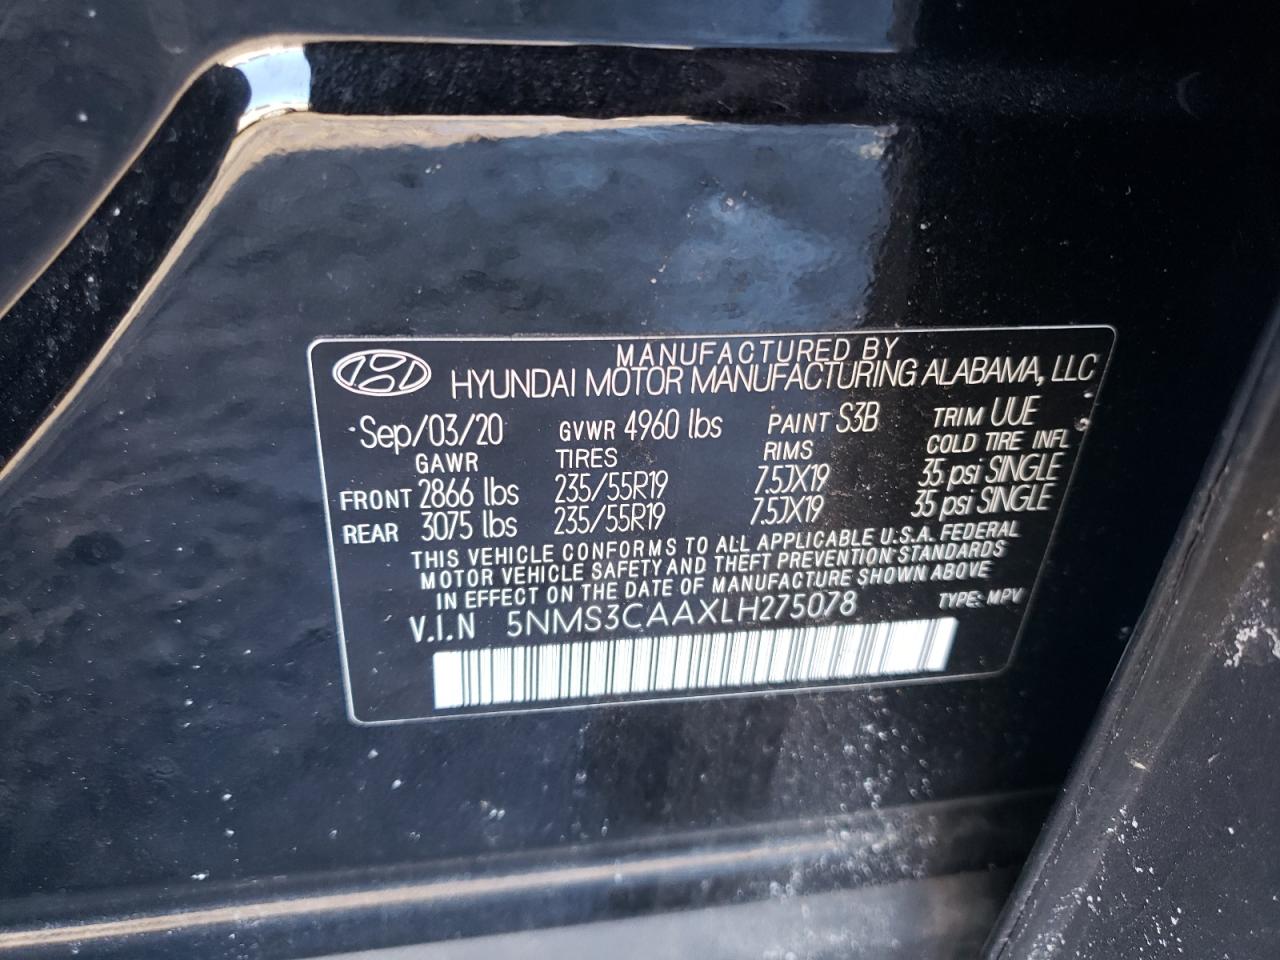 MANUFACTURED BY
HYUNDAI MOTOR MANUFACTURING ALABAMA, LLC
Sep/03/20 GVWR 4960 lbs PAINT S3B TRIM UUE
GAWR TIRES RIMS COLD TIRE INFL
FRONT 2866 lbs 235/55R19 7.5JX19 35 psi SINGLE
REAR 3075 lbs 235/55R19 7.5JX19 35 psi SINGLE
THIS VEHICLE CONFORMS TO ALL APPLICABLE U.S.A. FEDERAL
MOTOR VEHICLE SAFETY AND THEFT PREVENTION STANDARDS
IN EFFECT ON THE DATE OF MANUFACTURE SHOWN ABOVE
V.I.N 5NMS3CAAXLH275078 TYPE: MPV